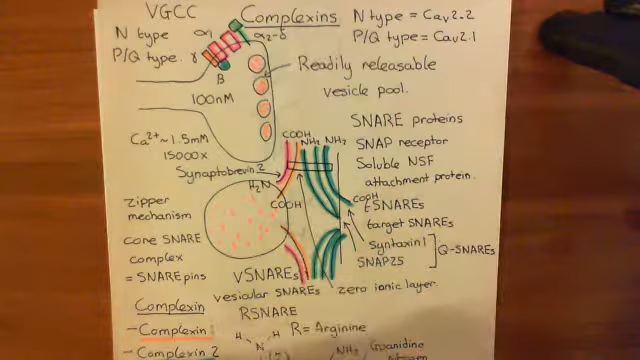 VGCC
Complexins
N type
P/Q type
α1
α2-δ
γ
β
N type = Cav2.2
P/Q type = Cav2.1
Readily releasable
vesicle pool.
100nM
Ca2+ ~ 1.5mM
15000x
SNARE proteins
SNAP receptor
Soluble NSF
attachment protein.
COOH
NH2 NH2
Synaptobrevin 2
H2N
COOH
COOH
zipper
mechanism
cone SNARE
complex
= SNAREpins
tSNAREs
target SNAREs
syntaxin 1
SNAP25
Q-SNAREs
vSNAREs
vesicular SNAREs
zero ionic layer.
RSNARE
R = Arginine
Complexin
- Complexin 1
- Complexin 2
H
H
N
NH2
Guanidine
Nitrogen